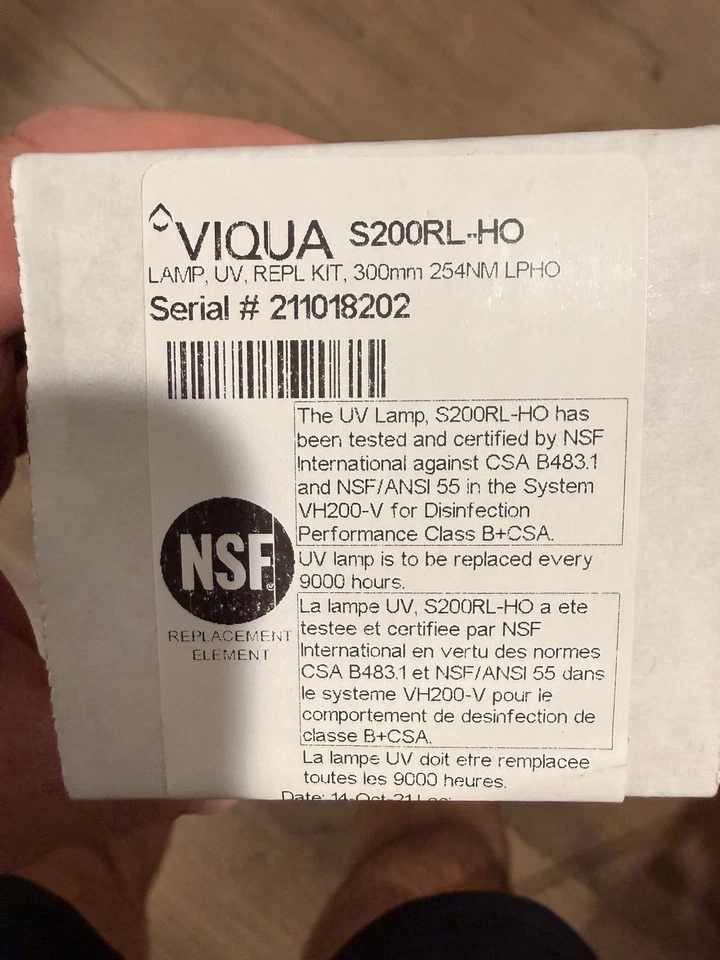 VIQUA S200RL-HO
LAMP, UV, REPL KIT, 300mm 254NM LPHO
Serial # 211018202
The UV Lamp, S200RL-HO has
been tested and certified by NSF
International against CSA B483.1
and NSF/ANSI 55 in the System
VH200-V for Disinfection
Performance Class B+CSA.
UV lamp is to be replaced every
9000 hours.
NSF®
REPLACEMENT
ELEMENT
La lampe UV, S200RL-HO a ete
testee et certifiee par NSF
International en vertu des normes
CSA B483.1 et NSF/ANSI 55 dans
le systeme VH200-V pour le
comportement de desinfection de
classe B+CSA.
La lampe UV doit etre remplacee
toutes les 9000 heures.
Date: 14-Oct-21 Loc: